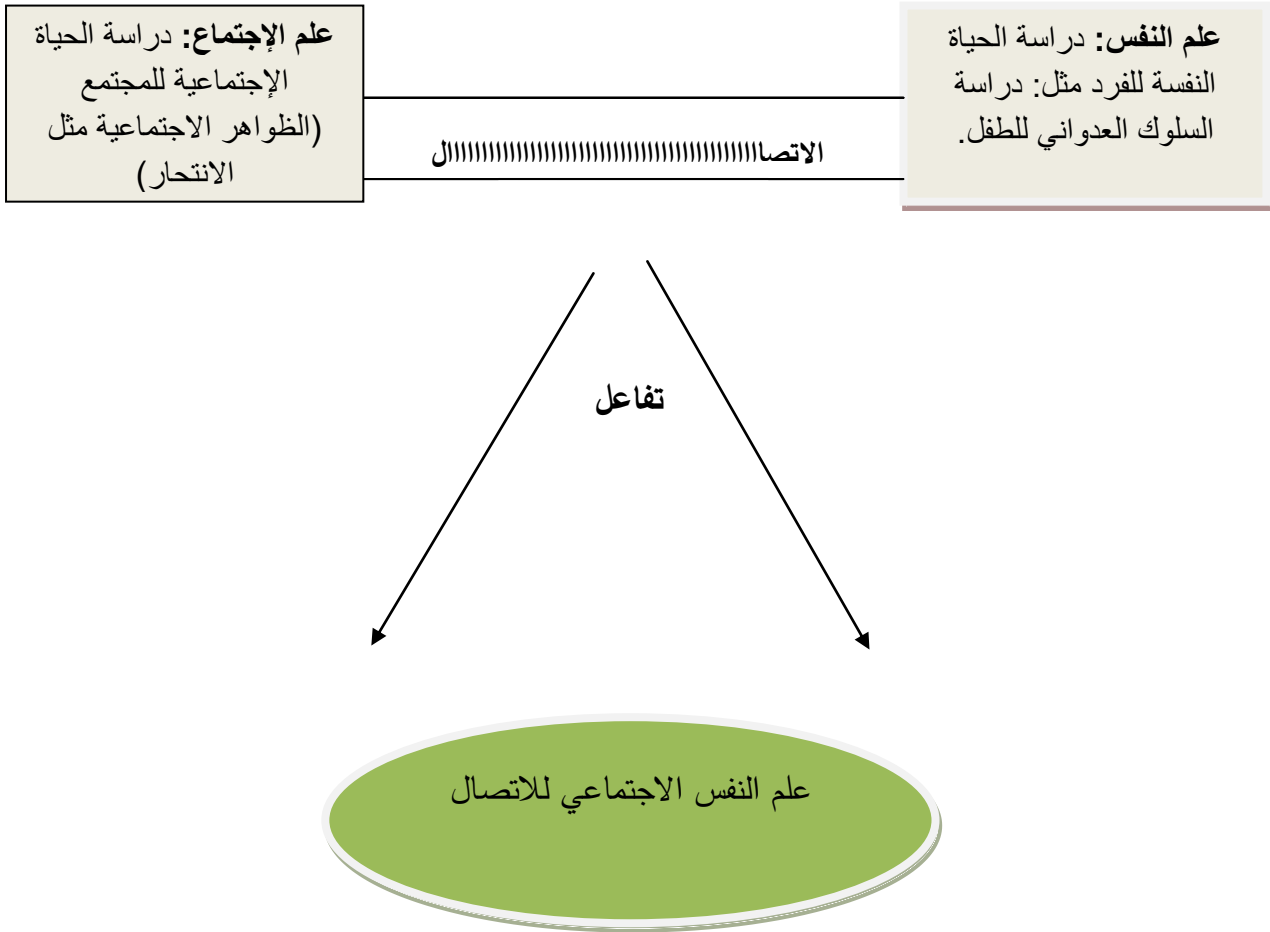 علم النفس: دراسة الحياة
النفسة للفرد مثل: دراسة
السلوك العدواني للطفل.
علم الإجتماع: دراسة الحياة
الإجتماعية للمجتمع
(الظواهر الاجتماعية مثل
الانتحار)
الاتصاااااااااااااااااااااااااااااااااااااااااااااااال
تفاعل
علم النفس الاجتماعي للاتصال